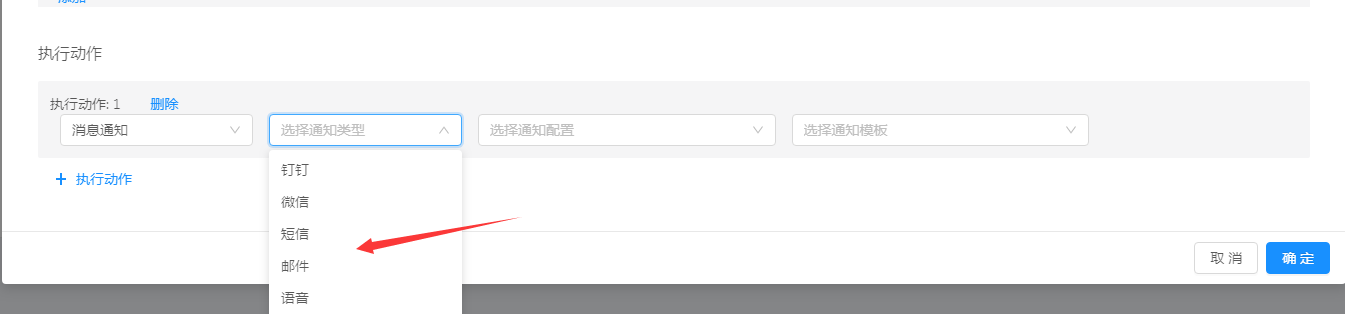 添加
执行动作
执行动作: 1 删除
消息通知 选择通知类型 选择通知配置 选择通知模板
钉钉
+ 执行动作
微信
短信
取 消 确 定
邮件
语音